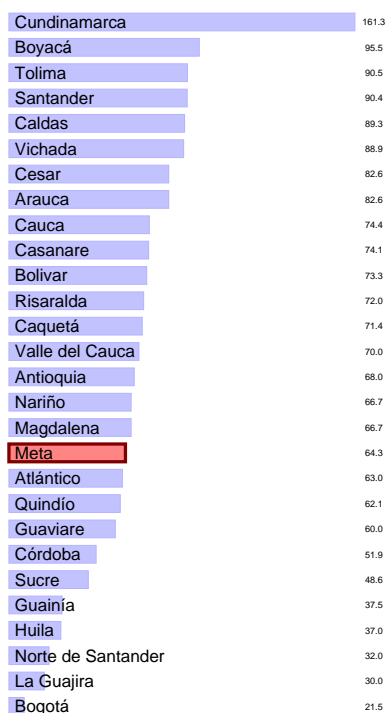 Cundinamarca 161.3
Boyacá 95.5
Tolima 90.5
Santander 90.4
Caldas 89.3
Vichada 88.9
Cesar 82.6
Arauca 82.6
Cauca 74.4
Casanare 74.1
Bolivar 73.3
Risaralda 72.0
Caquetá 71.4
Valle del Cauca 70.0
Antioquia 68.0
Nariño 66.7
Magdalena 66.7
Meta 64.3
Atlántico 63.0
Quindío 62.1
Guaviare 60.0
Córdoba 51.9
Sucre 48.6
Guainía 37.5
Huila 37.0
Norte de Santander 32.0
La Guajira 30.0
Bogotá 21.5